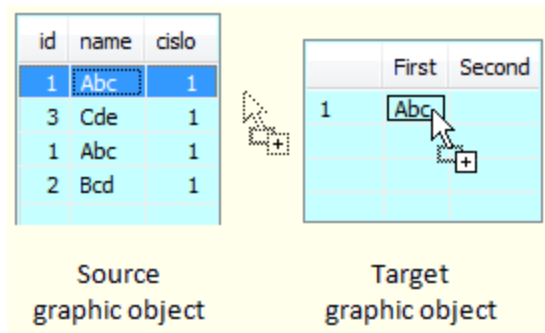 id name cislo
1 Abc 1
3 Cde 1
1 Abc 1
2 Bcd 1
First Second
1 Abc
Source
graphic object
Target
graphic object